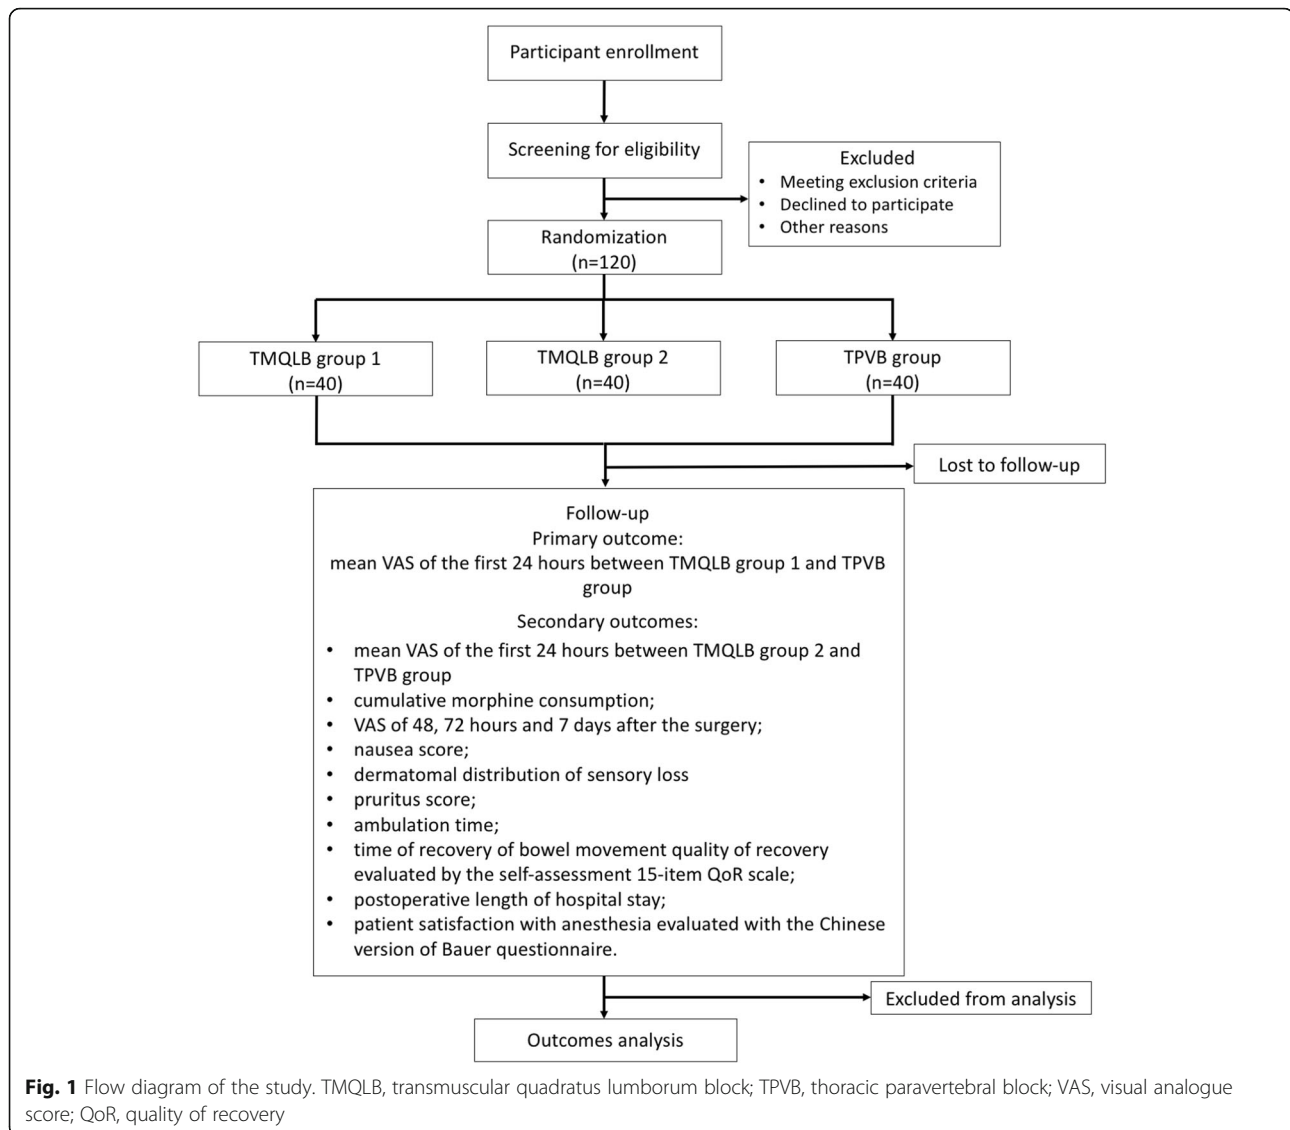 Participant enrollment
Screening for eligibility
Excluded
• Meeting exclusion criteria
• Declined to participate
• Other reasons
Randomization
(n=120)
TMQLB group 1
(n=40)
TMQLB group 2
(n=40)
TPVB group
(n=40)
Lost to follow-up
Follow-up
Primary outcome:
mean VAS of the first 24 hours between TMQLB group 1 and TPVB
group
Secondary outcomes:
• mean VAS of the first 24 hours between TMQLB group 2 and
TPVB group
• cumulative morphine consumption;
• VAS of 48, 72 hours and 7 days after the surgery;
• nausea score;
• dermatomal distribution of sensory loss
• pruritus score;
• ambulation time;
• time of recovery of bowel movement quality of recovery
evaluated by the self-assessment 15-item QoR scale;
• postoperative length of hospital stay;
• patient satisfaction with anesthesia evaluated with the Chinese
version of Bauer questionnaire.
Excluded from analysis
Outcomes analysis
Fig. 1 Flow diagram of the study. TMQLB, transmuscular quadratus lumborum block; TPVB, thoracic paravertebral block; VAS, visual analogue
score; QoR, quality of recovery